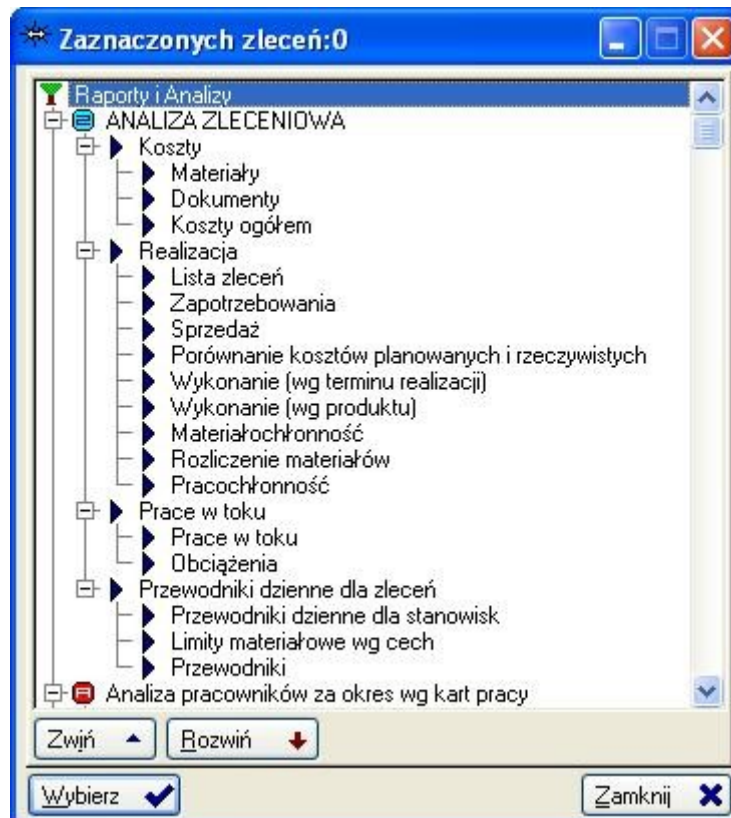 Zaznaczonych zleceń:0
Raporty i Analizy
ANALIZA ZLECENIOWA
Koszty
Materiały
Dokumenty
Koszty ogółem
Realizacja
Lista zleceń
Zapotrzebowania
Sprzedaż
Porównanie kosztów planowanych i rzeczywistych
Wykonanie (wg terminu realizacji)
Wykonanie (wg produktu)
Materiałochłonność
Rozliczenie materiałów
Pracochłonność
Prace w toku
Prace w toku
Obciążenia
Przewodniki dzienne dla zleceń
Przewodniki dzienne dla stanowisk
Limity materiałowe wg cech
Przewodniki
Analiza pracowników za okres wg kart pracy
Zwiń Rozwiń
Wybierz Zamknij